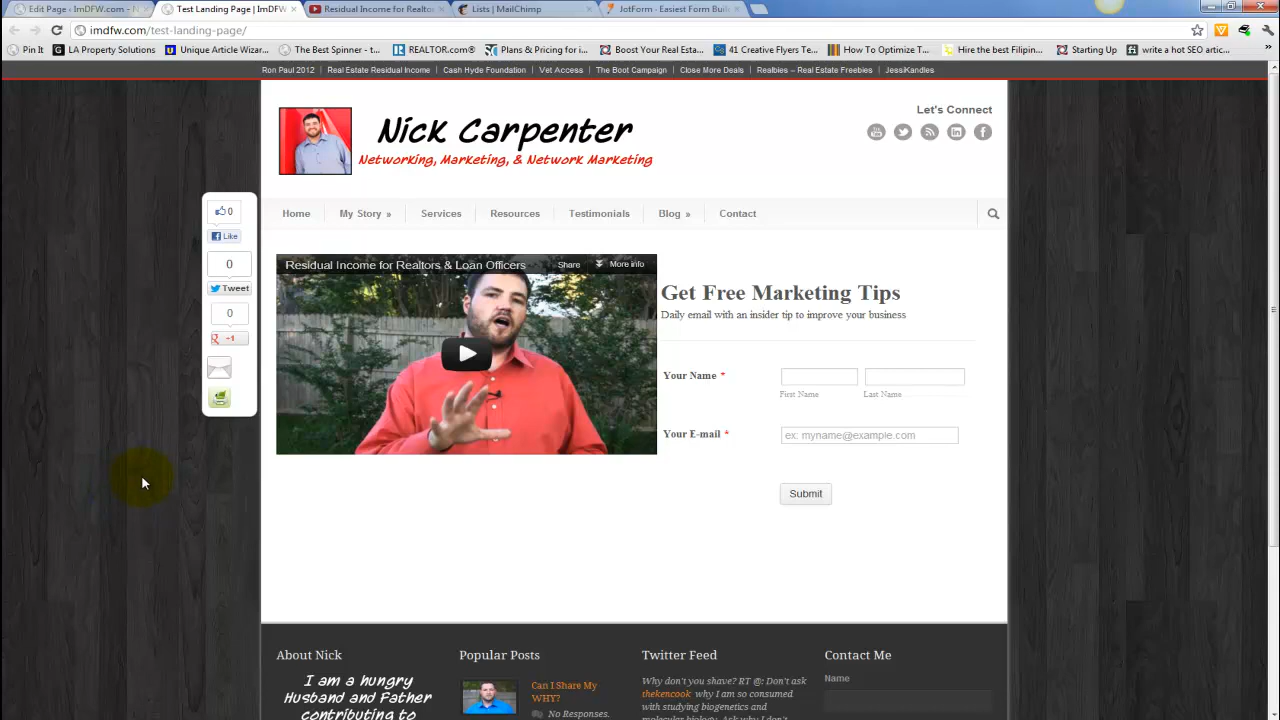 Edit Page ‹ ImDFW.com –
Test Landing Page | ImDFW
Residual Income for Realtor
Lists | MailChimp
JotForm · Easiest Form Buil
imdfw.com/test-landing-page/
Pin It
LA Property Solutions
Unique Article Wizar...
The Best Spinner - t...
REALTOR.com®
Plans & Pricing for i...
Boost Your Real Esta...
41 Creative Flyers Te...
How To Optimize T...
Hire the best Filipin...
Starting Up
write a hot SEO artic...
Ron Paul 2012
Real Estate Residual Income
Cash Hyde Foundation
Vet Access
The Boot Campaign
Close More Deals
Realbies – Real Estate Freebies
JessiKandles
Nick Carpenter
Networking, Marketing, & Network Marketing
Let's Connect
You Tube
in
f
Home
My Story »
Services
Resources
Testimonials
Blog »
Contact
0
Like
0
Tweet
0
+1
Residual Income for Realtors & Loan Officers
Share
More info
Get Free Marketing Tips
Daily email with an insider tip to improve your business
Your Name *
First Name
Last Name
Your E-mail *
ex: myname@example.com
Submit
About Nick
I am a hungry
Husband and Father
contributing to
Popular Posts
Can I Share My
WHY?
No Responses.
Twitter Feed
Why don't you shave? RT @: Don't ask
thekencook why I am so consumed
with studying biogenetics and
molecular biology. Ask why I don't
Contact Me
Name